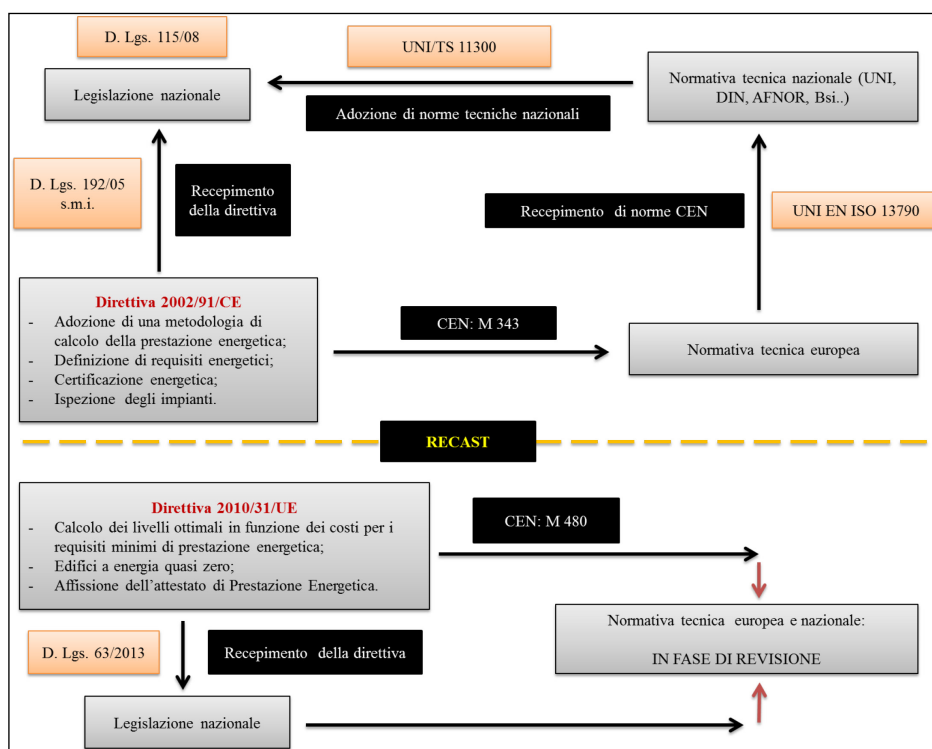 D. Lgs. 115/08
UNI/TS 11300
Legislazione nazionale
Normativa tecnica nazionale (UNI,
DIN, AFNOR, Bsi..)
Adozione di norme tecniche nazionali
D. Lgs. 192/05
s.m.i.
Recepimento
della direttiva
Recepimento di norme CEN
UNI EN ISO 13790
Direttiva 2002/91/CE
- Adozione di una metodologia di
calcolo della prestazione energetica;
- Definizione di requisiti energetici;
- Certificazione energetica;
- Ispezione degli impianti.
CEN: M 343
Normativa tecnica europea
RECAST
Direttiva 2010/31/UE
- Calcolo dei livelli ottimali in funzione dei costi per i
requisiti minimi di prestazione energetica;
- Edifici a energia quasi zero;
- Affissione dell'attestato di Prestazione Energetica.
CEN: M 480
Normativa tecnica europea e nazionale:
IN FASE DI REVISIONE
D. Lgs. 63/2013
Recepimento della direttiva
Legislazione nazionale